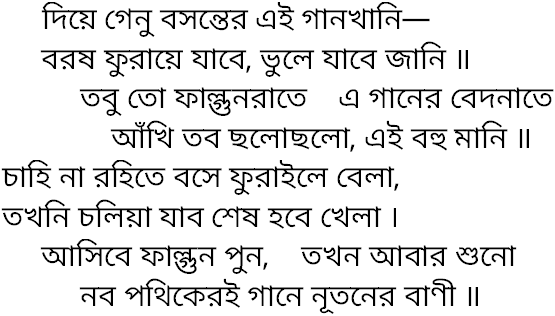 দিয়ে গেনু বসন্তের এই গানখানি—
বরষ ফুরায়ে যাবে, ভুলে যাবে জানি ॥
তবু তো ফাল্গুনরাতে এ গানের বেদনাতে
আঁখি তব ছলোছলো, এই বহু মানি ॥
চাহি না রহিতে বসে ফুরাইলে বেলা,
তখনি চলিয়া যাব শেষ হবে খেলা ।
আসিবে ফাল্গুন পুন, তখন আবার শুনো
নব পথিকেরই গানে নূতনের বাণী ॥